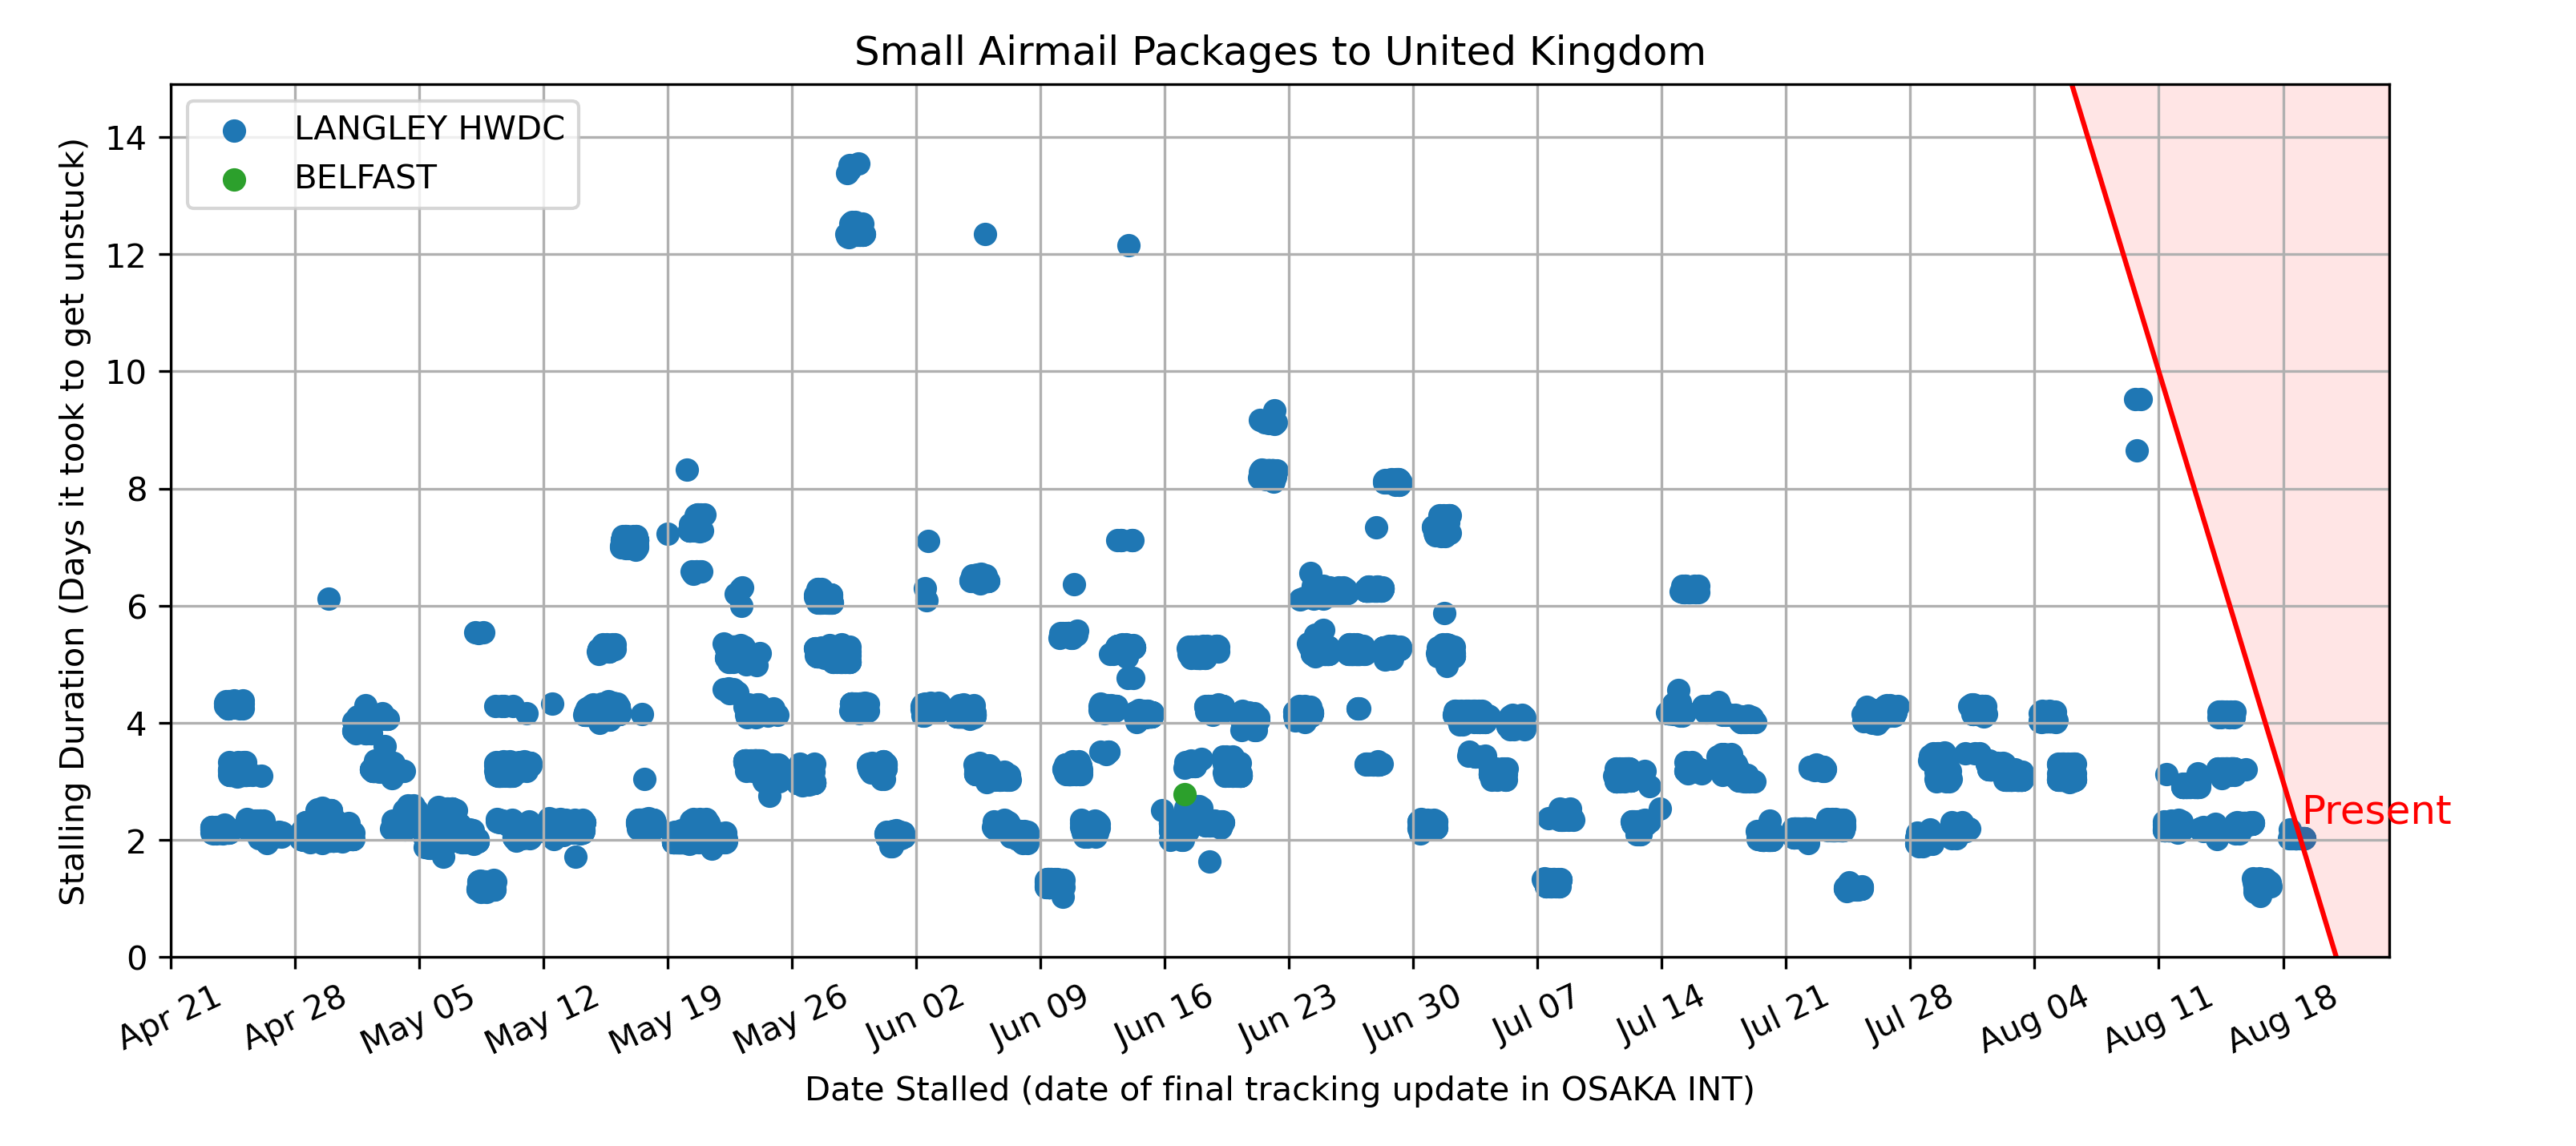 Small Airmail Packages to United Kingdom
LANGLEY HWDC
BELFAST
Stalling Duration (Days it took to get unstuck)
14
12
10
8
6
4
2
0
Present
Apr 21
Apr 28
May 05
May 12
May 19
May 26
Jun 02
Jun 09
Jun 16
Jun 23
Jun 30
Jul 07
Jul 14
Jul 21
Jul 28
Aug 04
Aug 11
Aug 18
Date Stalled (date of final tracking update in OSAKA INT)